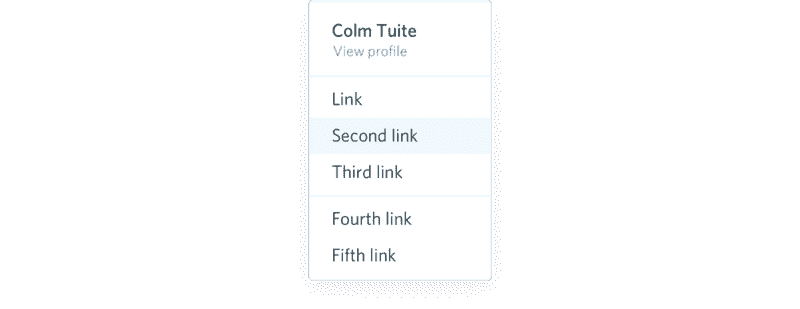 Colm Tuite
View profile
Link
Second link
Third link
Fourth link
Fifth link